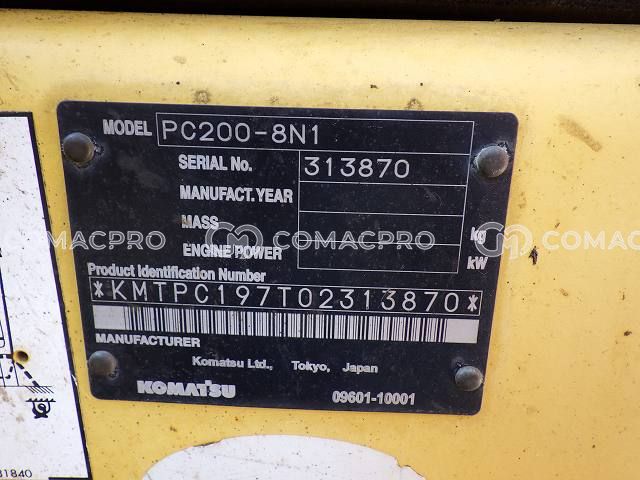 MODEL PC200-8N1
SERIAL No. 313870
MANUFACT. YEAR
MASS kg
COMACPRO COMACPRO COMACPRO
ENGINE POWER kW
Product Identification Number
*KMTPC197T02313870*
MANUFACTURER
Komatsu Ltd., Tokyo, Japan
KOMATSU 09601-10001
31840